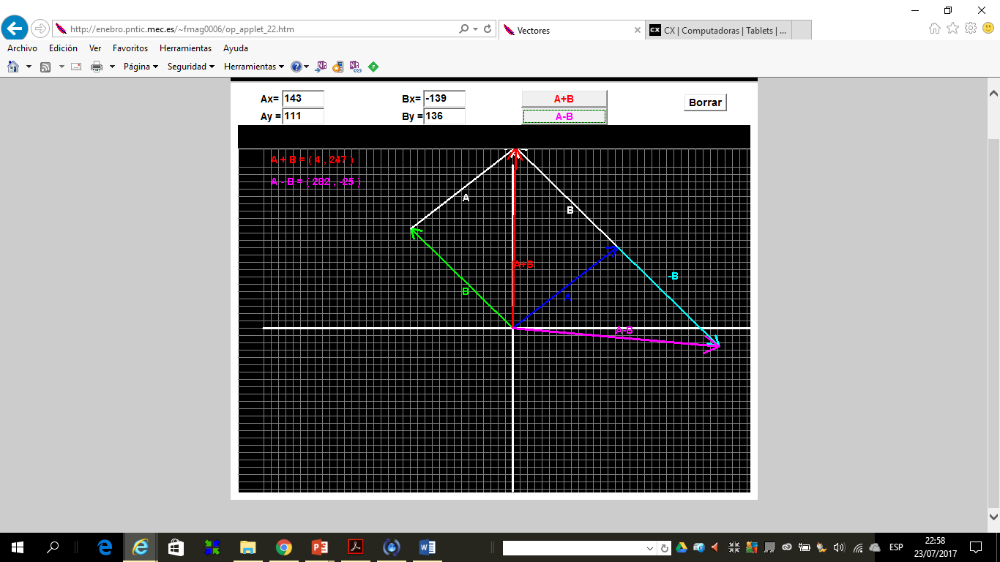 http://enebro.pntic.mec.es/~fmag0006/op_applet_22.htm
Vectores
CX | Computadoras | Tablets | ...
Archivo Edición Ver Favoritos Herramientas Ayuda
Página Seguridad Herramientas
Ax= 143 Bx= -139 A+B
Ay = 111 By = 136 A-B
Borrar
A + B = ( 4 , 247 )
A - B = ( 282 , -25 )
A
B
A+B
-B
B
A
A-B
ESP
22:58
23/07/2017